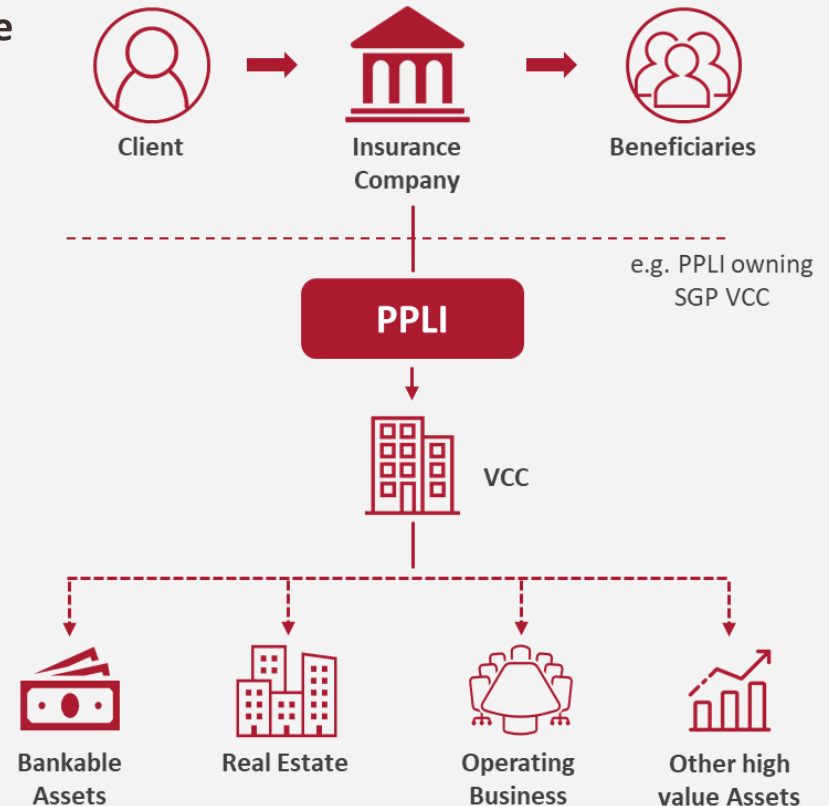 e
Client
Insurance
Company
Beneficiaries
e.g. PPLI owning
SGP VCC
PPLI
VCC
Bankable
Assets
Real Estate
Operating
Business
Other high
value Assets